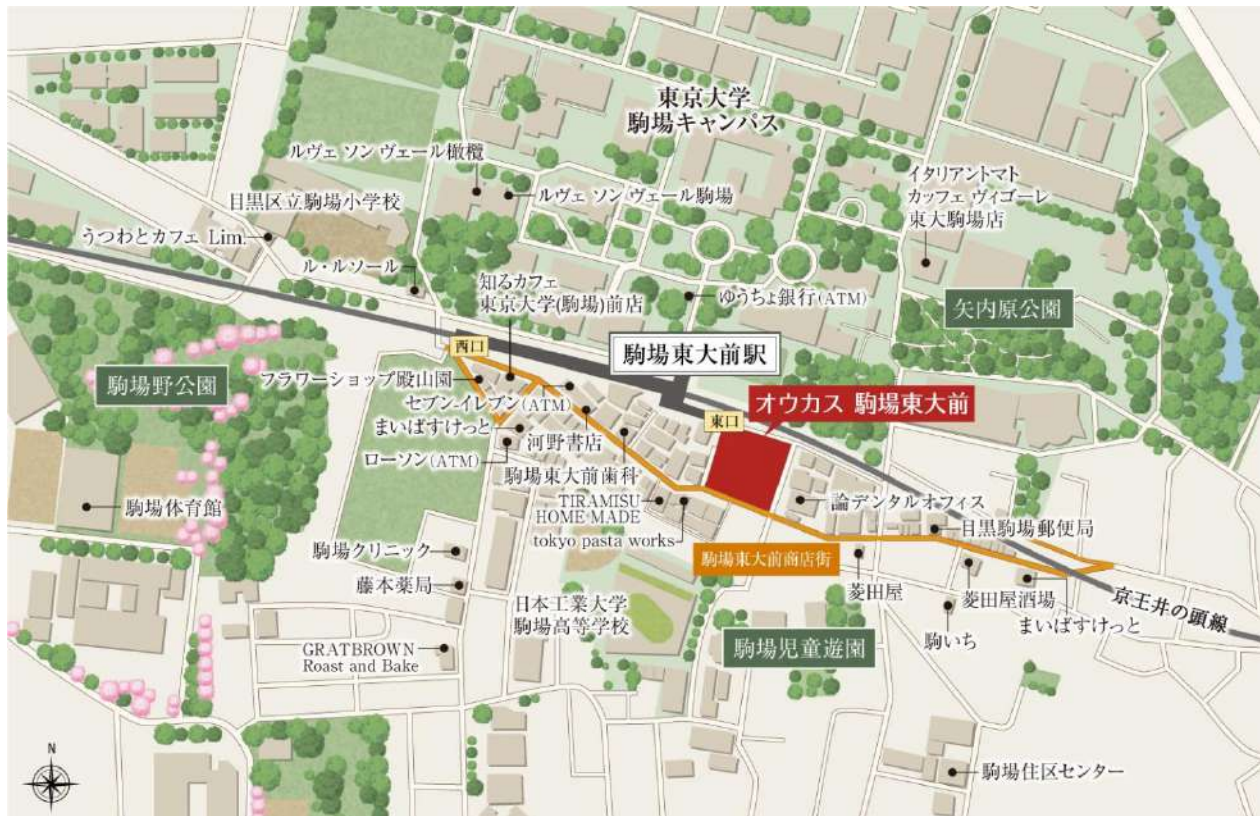 東京大学
駒場キャンパス
ルヴェ ソン ヴェール橄欖
ルヴェ ソン ヴェール駒場
イタリアントマト
カッフェ ヴィゴーレ
東大駒場店
目黒区立駒場小学校
うつわとカフェ Lim.
ル・ルソール
知るカフェ
東京大学(駒場)前店
ゆうちょ銀行(ATM)
矢内原公園
西口
駒場東大前駅
駒場野公園
フラワーショップ殿山園
セブン-イレブン(ATM)
まいばすけっと
ローソン(ATM)
河野書店
東口
オウカス 駒場東大前
駒場東大前歯科
駒場体育館
TIRAMISU
HOME MADE
tokyo pasta works
論デンタルオフィス
目黒駒場郵便局
駒場クリニック
駒場東大前商店街
藤本薬局
菱田屋
菱田屋酒場
京王井の頭線
まいばすけっと
日本工業大学
駒場高等学校
駒いち
GRATBROWN
Roast and Bake
駒場児童遊園
N
駒場住区センター